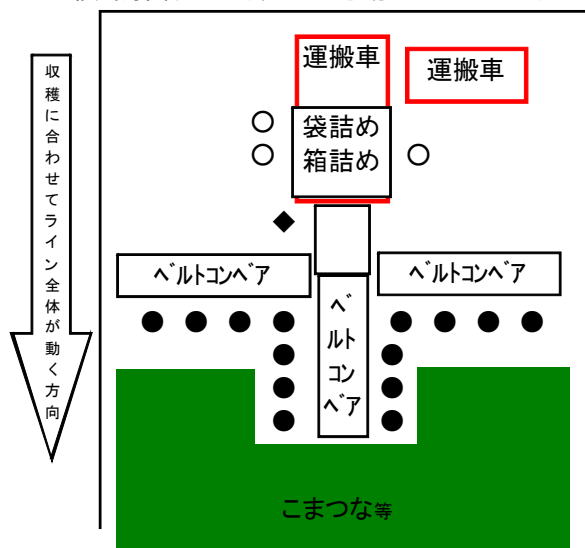 運搬車
運搬車
袋詰め
箱詰め
ベルトコンベア
ベルトコンベア
ベルトコンベア
こまつな等
収穫に合わせてライン全体が動く方向